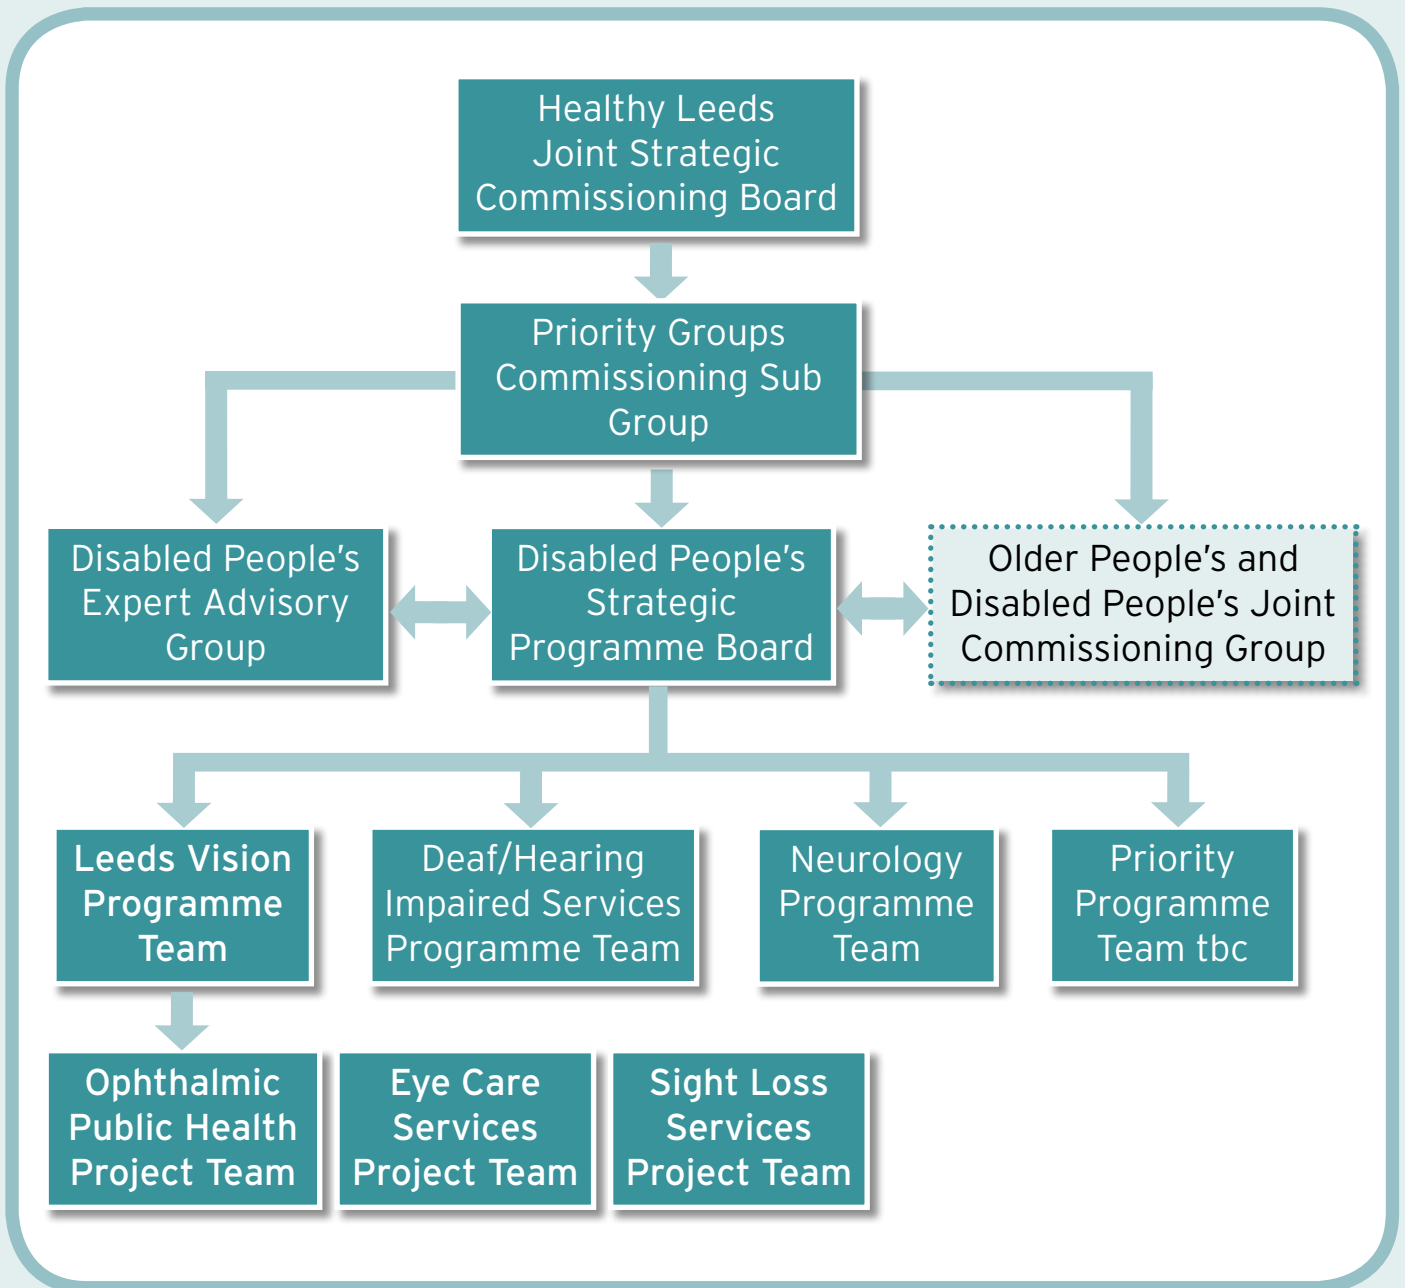 Healthy Leeds
Joint Strategic
Commissioning Board
Priority Groups
Commissioning Sub
Group
Disabled People's
Expert Advisory
Group
Disabled People's
Strategic
Programme Board
Older People's and
Disabled People's Joint
Commissioning Group
Leeds Vision
Programme
Team
Deaf/Hearing
Impaired Services
Programme Team
Neurology
Programme
Team
Priority
Programme
Team tbc
Ophthalmic
Public Health
Project Team
Eye Care
Services
Project Team
Sight Loss
Services
Project Team